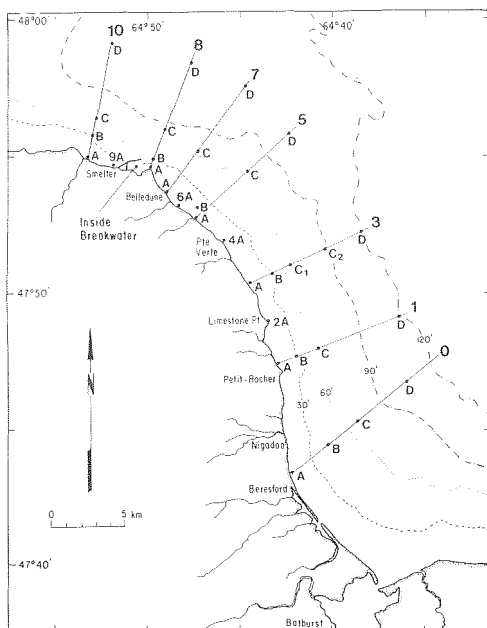 48°00'
64°50'
64°40'
10
D
8
D
7
D
5
D
C
B
A
C
B
A
C
C
9A
Smelter
A
Belledune
6A
B
A
Inside
Breakwater
4A
Pte
Verte
3
D
C₂
C₁
B
A
47°50'
Limestone Pt
2A
1
D
C
B
A
120'
0
Petit-Rocher
90'
D
60'
30'
C
Nigadoo
B
A
Beresford
0 5
km
47°40'
Bathurst
N